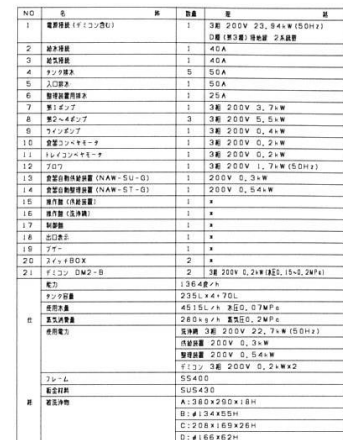 NO 名 称 数量 症 状
1 電源接続 (デミコン含む) 1 3相 200V 23.94kW (50Hz)
D種 (第3種) 接地線 2系統着
2 給水接続 1 40A
3 給気接続 1 40A
4 タンク排水 5 50A
5 入口排水 1 50A
6 整理装置用排水 1 25A
7 第1ポンプ 1 3相 200V 3.7kW
8 第2~4ポンプ 3 3相 200V 5.5kW
9 ラインポンプ 1 3相 200V 0.4kW
10 食器コンベヤモータ 1 3相 200V 0.2kW
11 トレイコンベヤモータ 1 3相 200V 0.2kW
12 ブロワ 1 3相 200V 1.7kW (50Hz)
13 食器自動供給装置 (NAW-SU-G) 1 200V 0.3kW
14 食器自動整理装置 (NAW-ST-G) 1 200V 0.54kW
15 操作盤 (供給装置) 1 ×
16 操作盤 (洗浄機) 1 ×
17 制御盤 1 ×
18 出口表示 1 ×
19 ブザー 1 ×
20 スイッチBOX 2 ×
21 デミコン DM2-B 2 3相 200V 0.2kW (水圧0.15~0.2MPa)
能力 1364食/h
タンク容量 235L×4+70L
使用水量 4515L/h 水圧0.07MPa
蒸気消費量 280kg/h 蒸気圧0.2MPa
仕 使用電力 洗浄機 3相 200V 22.7kW (50Hz)
供給装置 200V 0.3kW
整理装置 200V 0.54kW
デミコン 3相 200V 0.2kW×2
フレーム SS400
鈑金材料 SUS430
様 被洗浄物 A:380×290×18H
B:φ134×55H
C:208×169×26H
D:φ166×62H